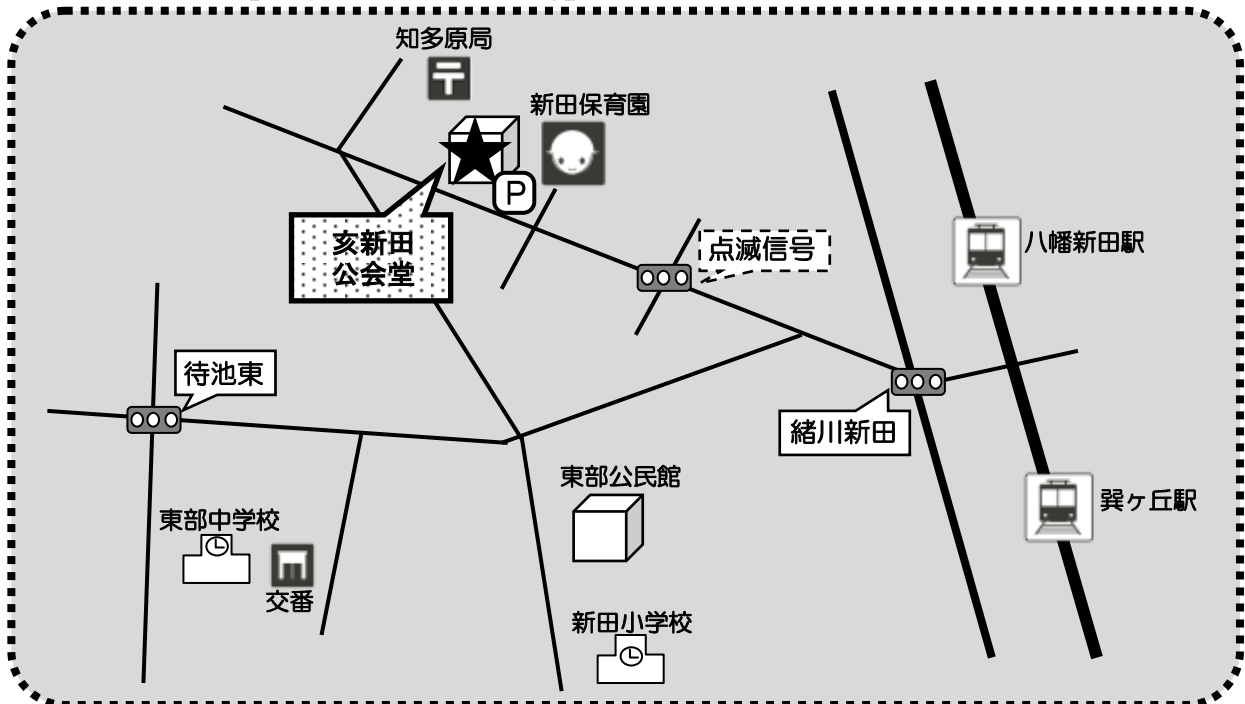 知多原局
新田保育園
P
亥新田
公会堂
点滅信号
八幡新田駅
待池東
緒川新田
東部公民館
巽ヶ丘駅
東部中学校
交番
新田小学校